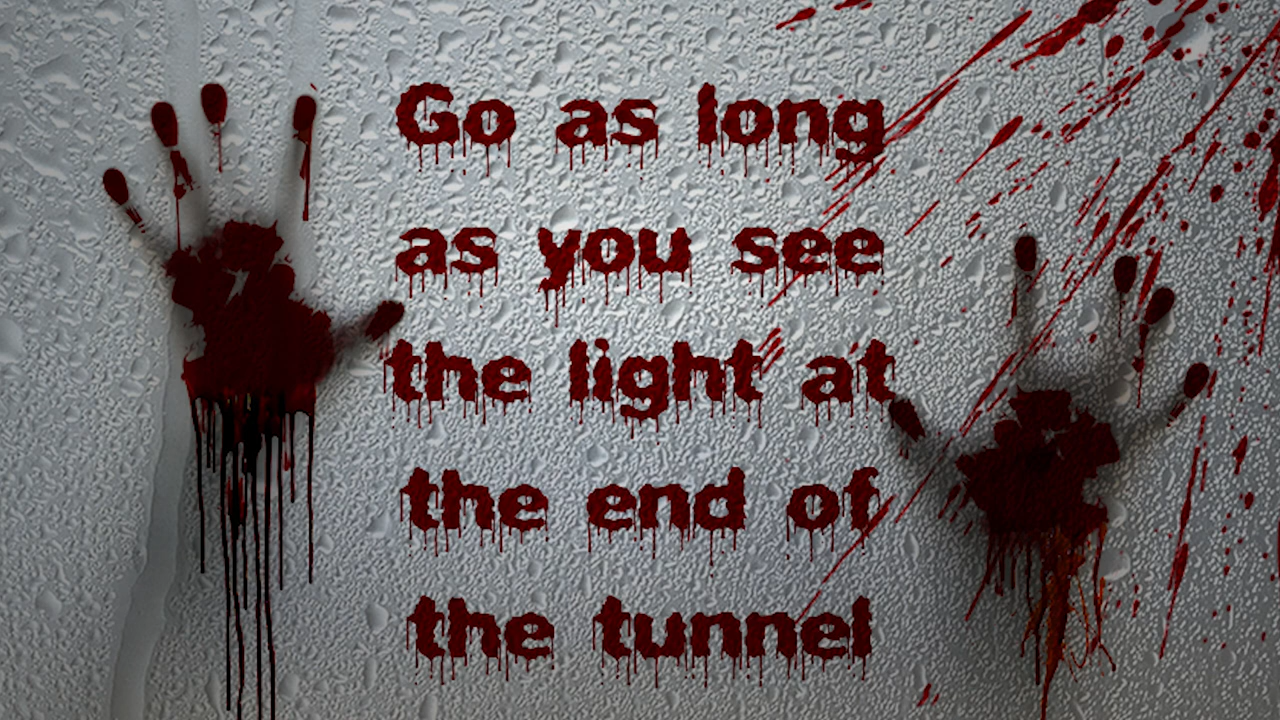 Go as long
as you see
the light at
the end of
the tunnel